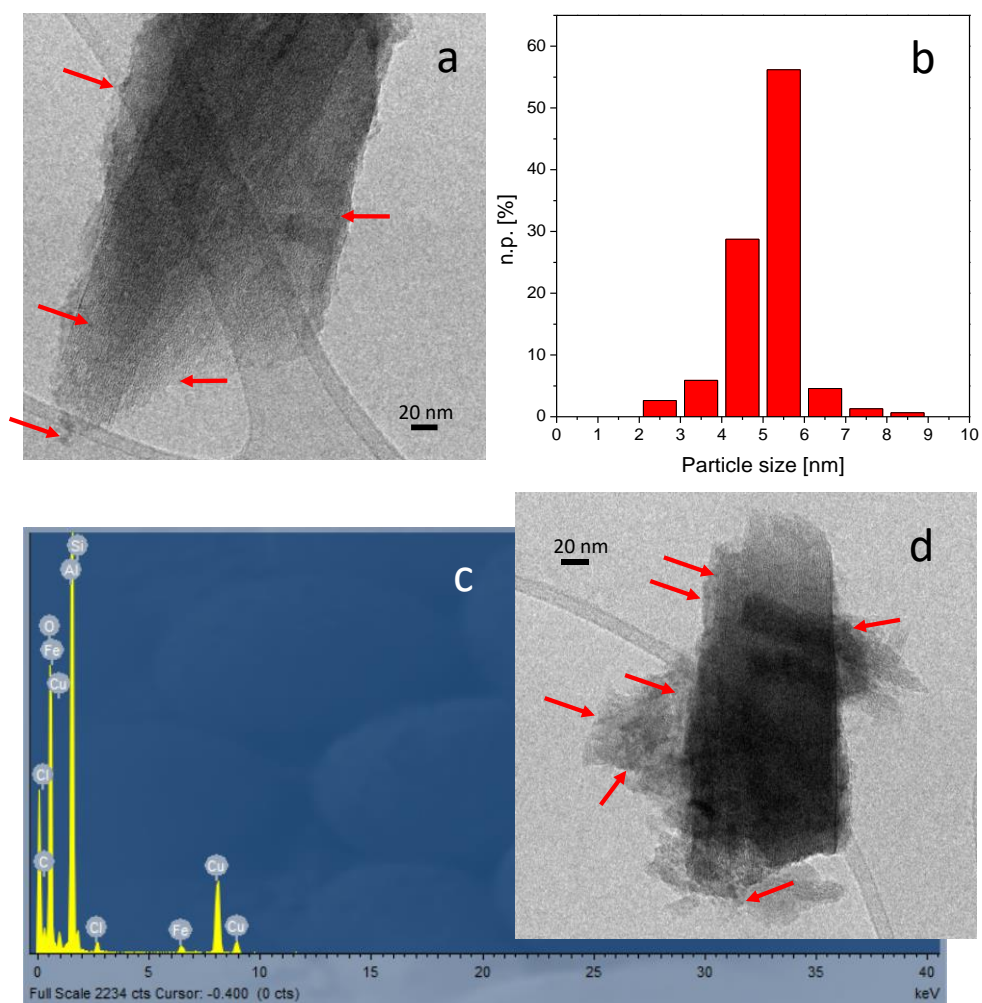 a
20 nm
b
60
50
40
30
20
10
0
n.p. [%]
0 1 2 3 4 5 6 7 8 9 10
Particle size [nm]
c
Si
Al
O
Fe
Cu
Cl
C
Cl
Fe
Cu
Cu
0 5 10 15 20 25 30 35 40
Full Scale 2234 cts Cursor: -0.400 (0 cts)
keV
20 nm
d